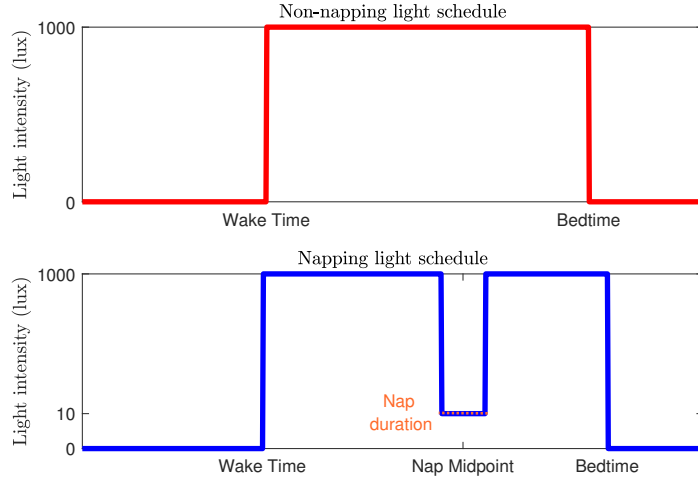 Non-napping light schedule
1000
0
Light intensity (lux)
Wake Time
Bedtime
Napping light schedule
1000
10
0
Light intensity (lux)
Nap
duration
Wake Time
Nap Midpoint
Bedtime